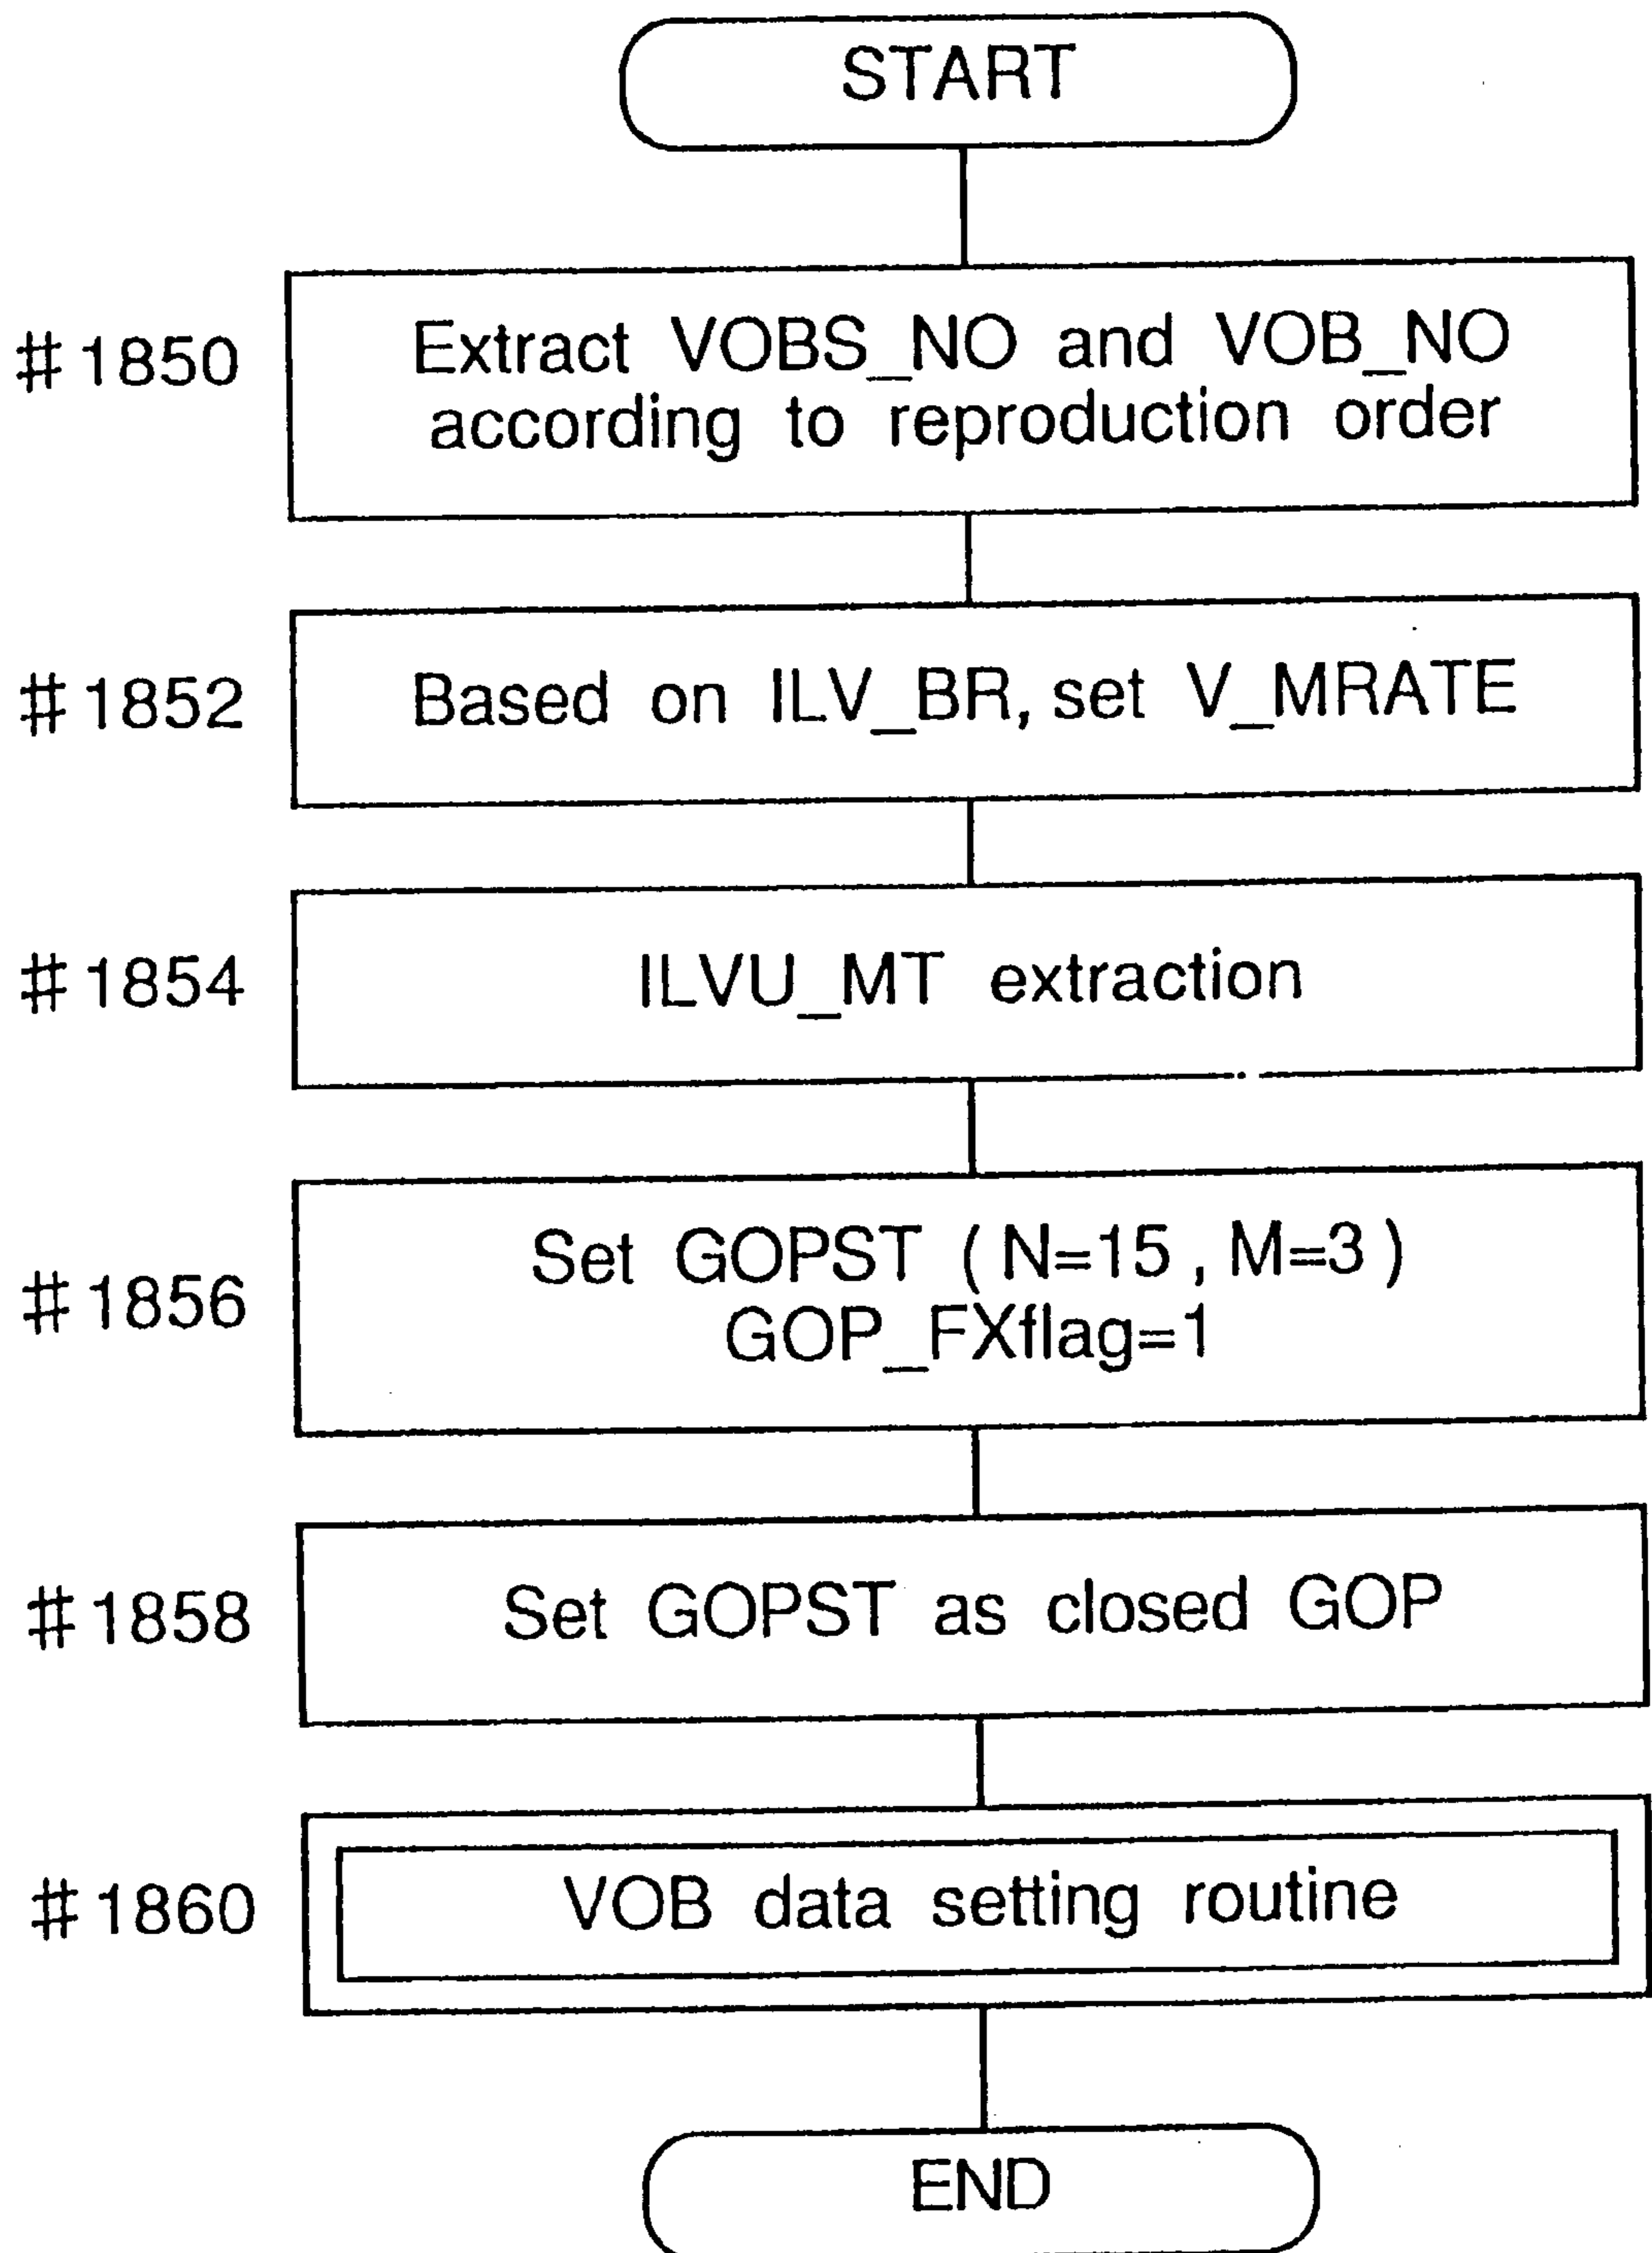 START
#1850
Extract VOBS_NO and VOB_NO
according to reproduction order
#1852
Based on ILV_BR, set V_MRATE
#1854
ILVU_MT extraction
#1856
Set GOPST (N=15, M=3)
GOP_FXflag=1
#1858
Set GOPST as closed GOP
#1860
VOB data setting routine
END